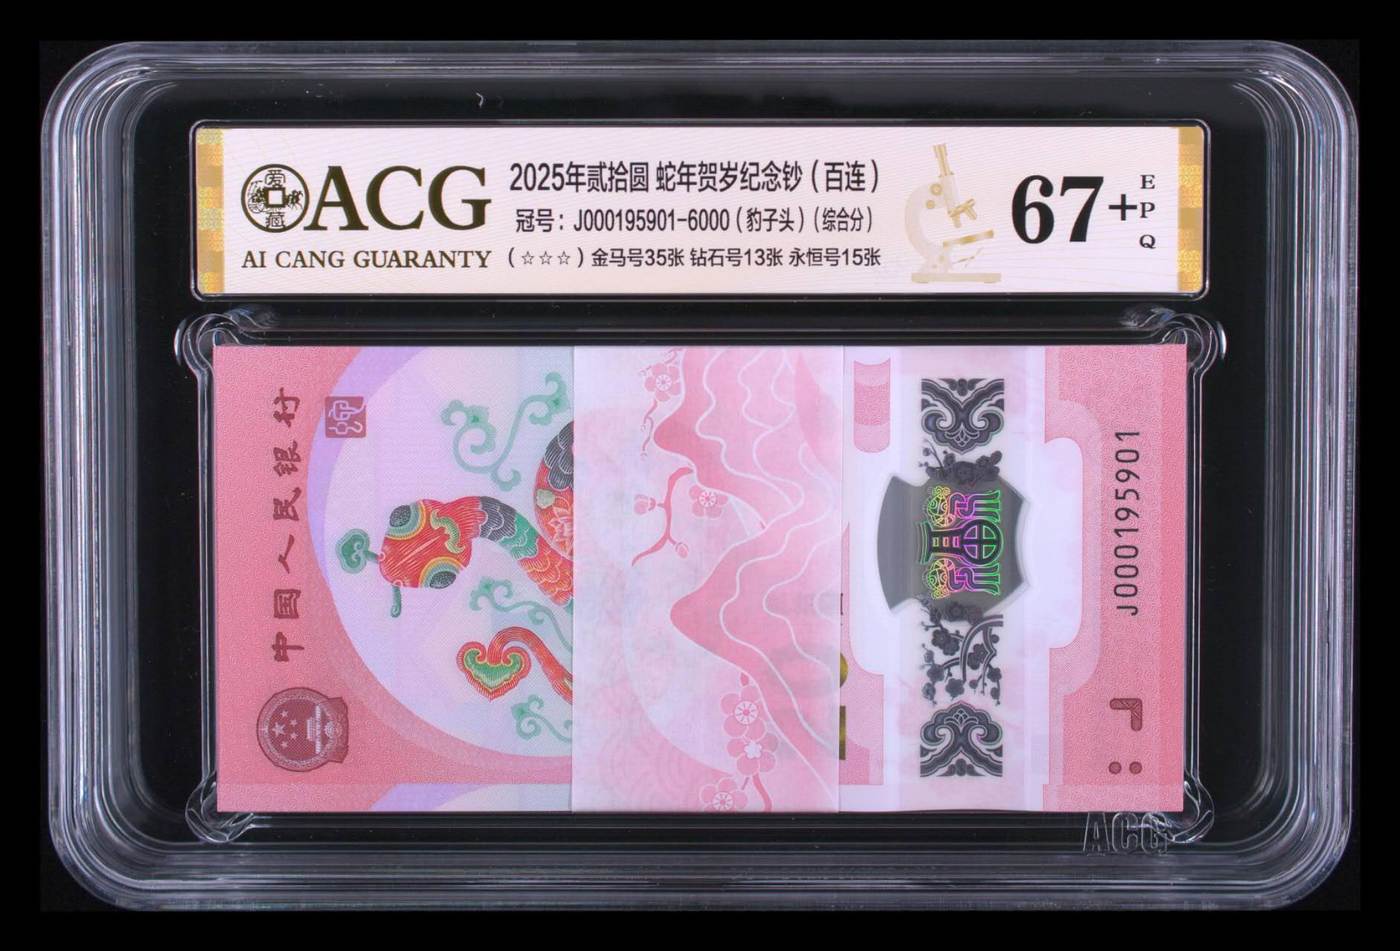 愛藏
ACG
AI CANG GUARANTY
2025年贰拾圆 蛇年贺岁纪念钞（百连）
冠号：J000195901-6000（豹子头）（综合分）
（☆☆☆）金马号35张 钻石号13张 永恒号15张
67+
EPQ
中国人民银行
J000195901
ACG